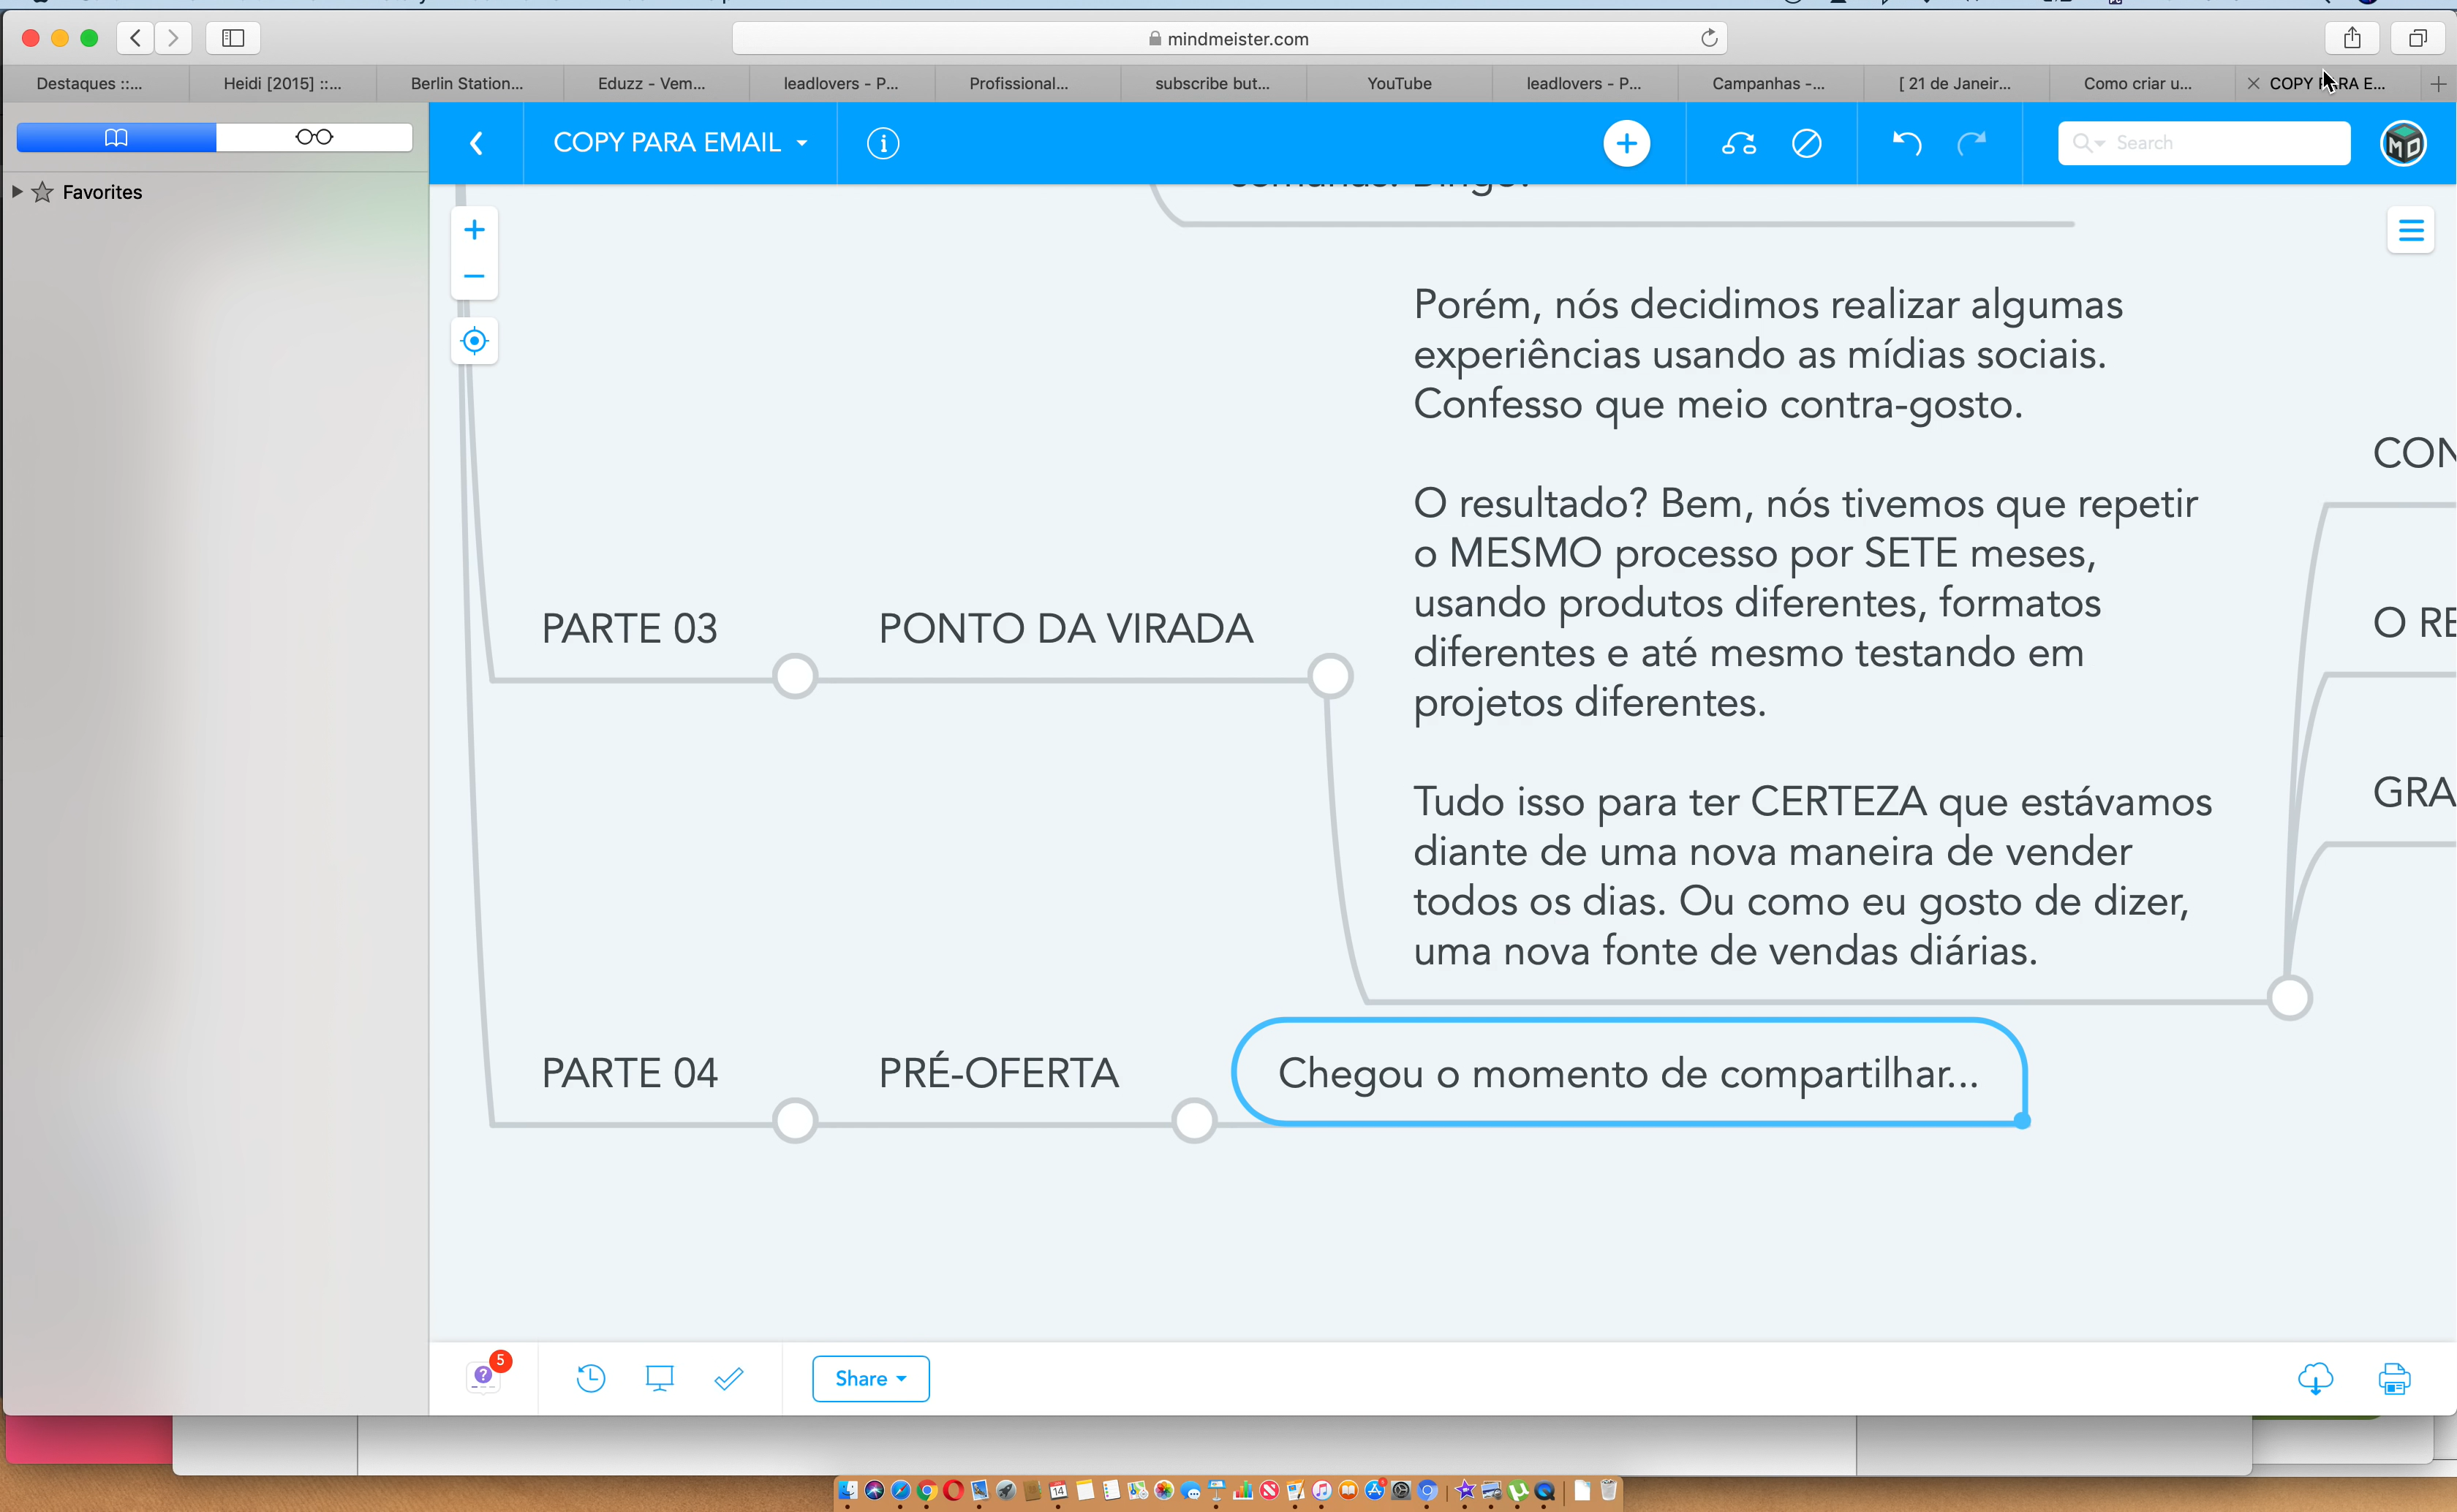 mindmeister.com
Destaques ::...
Heidi [2015] ::...
Berlin Station...
Eduzz - Vem...
leadlovers - P...
Profissional...
subscribe but...
YouTube
leadlovers - P...
Campanhas -...
[ 21 de Janeir...
Como criar u...
COPY PARA E...
Favorites
COPY PARA EMAIL
Search
MD
Porém, nós decidimos realizar algumas
experiências usando as mídias sociais.
Confesso que meio contra-gosto.
O resultado? Bem, nós tivemos que repetir
o MESMO processo por SETE meses,
usando produtos diferentes, formatos
diferentes e até mesmo testando em
projetos diferentes.
Tudo isso para ter CERTEZA que estávamos
diante de uma nova maneira de vender
todos os dias. Ou como eu gosto de dizer,
uma nova fonte de vendas diárias.
CON
O RE
GRA
PARTE 03
PONTO DA VIRADA
PARTE 04
PRÉ-OFERTA
Chegou o momento de compartilhar...
5
Share
14